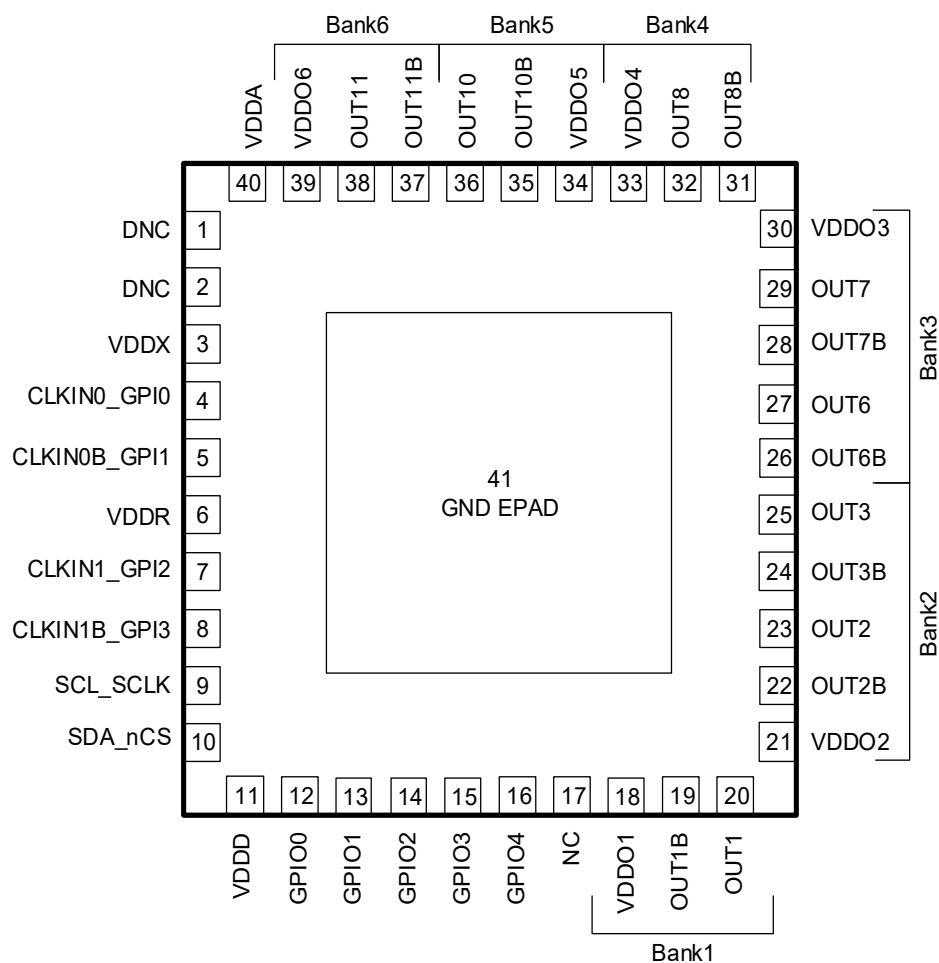 Bank6
Bank5
Bank4
VDDA
VDDO6
OUT11
OUT11B
OUT10
OUT10B
VDDO5
VDDO4
OUT8
OUT8B
40
39
38
37
36
35
34
33
32
31
DNC 1
DNC 2
VDDX 3
CLKIN0_GPI0 4
CLKIN0B_GPI1 5
VDDR 6
CLKIN1_GPI2 7
CLKIN1B_GPI3 8
SCL_SCLK 9
SDA_nCS 10
41
GND EPAD
30 VDDO3
29 OUT7
28 OUT7B
27 OUT6
26 OUT6B
25 OUT3
24 OUT3B
23 OUT2
22 OUT2B
21 VDDO2
Bank3
Bank2
11
12
13
14
15
16
17
18
19
20
VDDD
GPIO0
GPIO1
GPIO2
GPIO3
GPIO4
NC
VDDO1
OUT1B
OUT1
Bank1